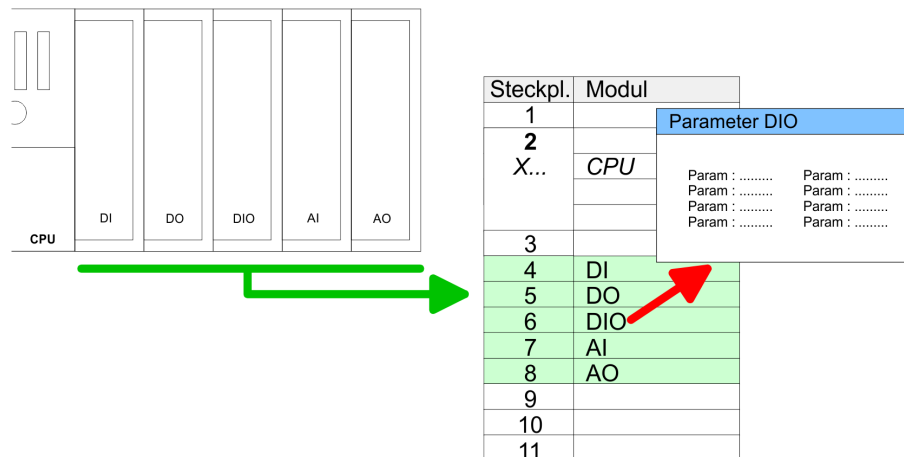 DI DO DIO AI AO
CPU
Steckpl. Modul
1
2
X... CPU
3
4 DI
5 DO
6 DIO
7 AI
8 AO
9
10
11
Parameter DIO
Param : ......... Param : .........
Param : ......... Param : .........
Param : ......... Param : .........
Param : ......... Param : .........